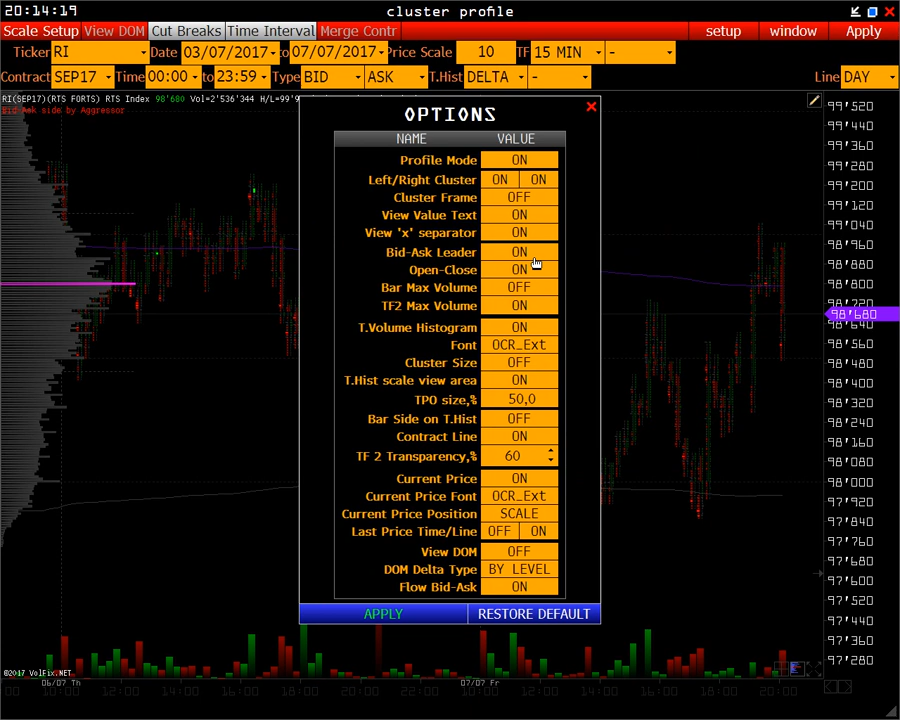 20:14:19 cluster profile
Scale Setup View DOM Cut Breaks Time Interval Merge Contr setup window Apply
Ticker RI Date 03/07/2017 to 07/07/2017 Price Scale 10 TF 15 MIN -
Contract SEP17 Time 00:00 to 23:59 Type BID ASK T.Hist DELTA - Line DAY
RI(SEP17)(RTS FORTS) RTS Index 98'680 Vol=2'536'344 H/L=99'9
Bid-Ask side by Aggressor
OPTIONS
NAME VALUE
Profile Mode ON
Left/Right Cluster ON ON
Cluster Frame OFF
View Value Text ON
View 'x' separator ON
Bid-Ask Leader ON
Open-Close ON
Bar Max Volume OFF
TF2 Max Volume ON
T.Volume Histogram ON
Font OCR_Ext
Cluster Size OFF
T.Hist scale view area ON
TPO size,% 50,0
Bar Side on T.Hist OFF
Contract Line ON
TF 2 Transparency,% 60
Current Price ON
Current Price Font OCR_Ext
Current Price Position SCALE
Last Price Time/Line OFF ON
View DOM OFF
DOM Delta Type BY LEVEL
Flow Bid-Ask ON
APPLY RESTORE DEFAULT
99'520
99'440
99'360
99'280
99'200
99'120
99'040
98'960
98'880
98'800
98'720
98'680
98'640
98'560
98'480
98'400
98'320
98'240
98'160
98'080
98'000
97'920
97'840
97'760
97'680
97'600
97'520
97'440
97'360
97'280
©2017 VolFix.NET
06/07 Th 07/07 Fr
10:00 12:00 14:00 16:00 18:00 10:00 12:00 14:00 16:00 18:00 20:00